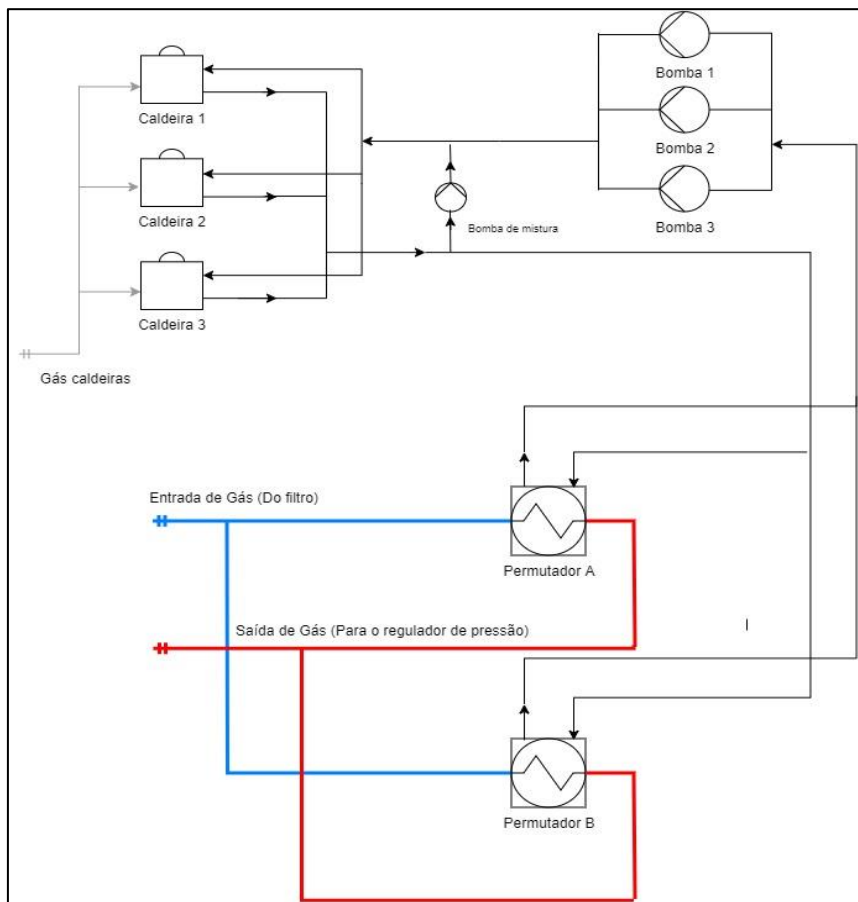 Bomba 1
Caldeira 1
Bomba 2
Caldeira 2
Bomba 3
Bomba de mistura
Caldeira 3
Gás caldeiras
Entrada de Gás (Do filtro)
Permutador A
Saída de Gás (Para o regulador de pressão)
Permutador B